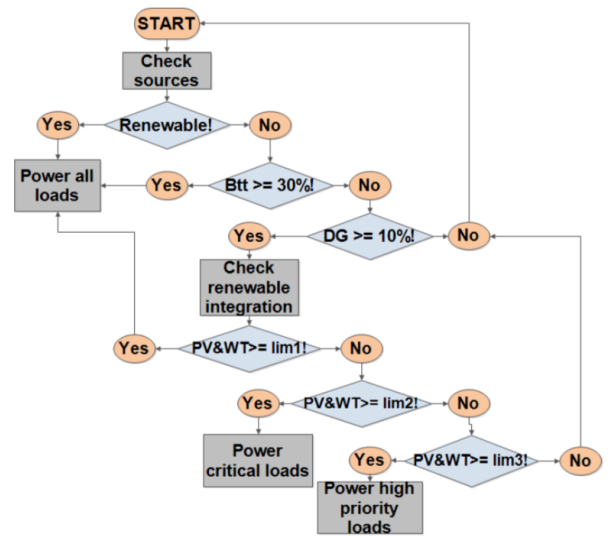 START
Check
sources
Yes
Renewable!
No
Power all
loads
Yes
Btt >= 30%!
No
Yes
DG >= 10%!
No
Check
renewable
integration
Yes
PV&WT>= lim1!
No
Yes
PV&WT>= lim2!
No
Power
critical loads
Yes
PV&WT>= lim3!
No
Power high
priority
loads